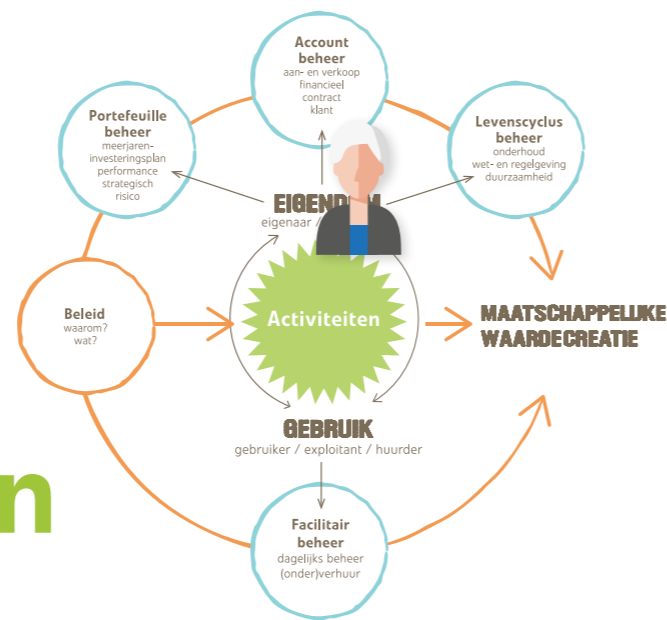 Account
beheer
aan- en verkoop
financieel
contract
klant
Portefeuille
beheer
meerjaren-
investeringsplan
performance
strategisch
risico
Levenscyclus
beheer
onderhoud
wet- en regelgeving
duurzaamheid
eigenaar /
Beleid
waarom?
wat?
Activiteiten
MAATSCHAPPELIJKE
WAARDECREATIE
GEBRUIK
gebruiker / exploitant / huurder
n
Facilitair
beheer
dagelijks beheer
(onder)verhuur